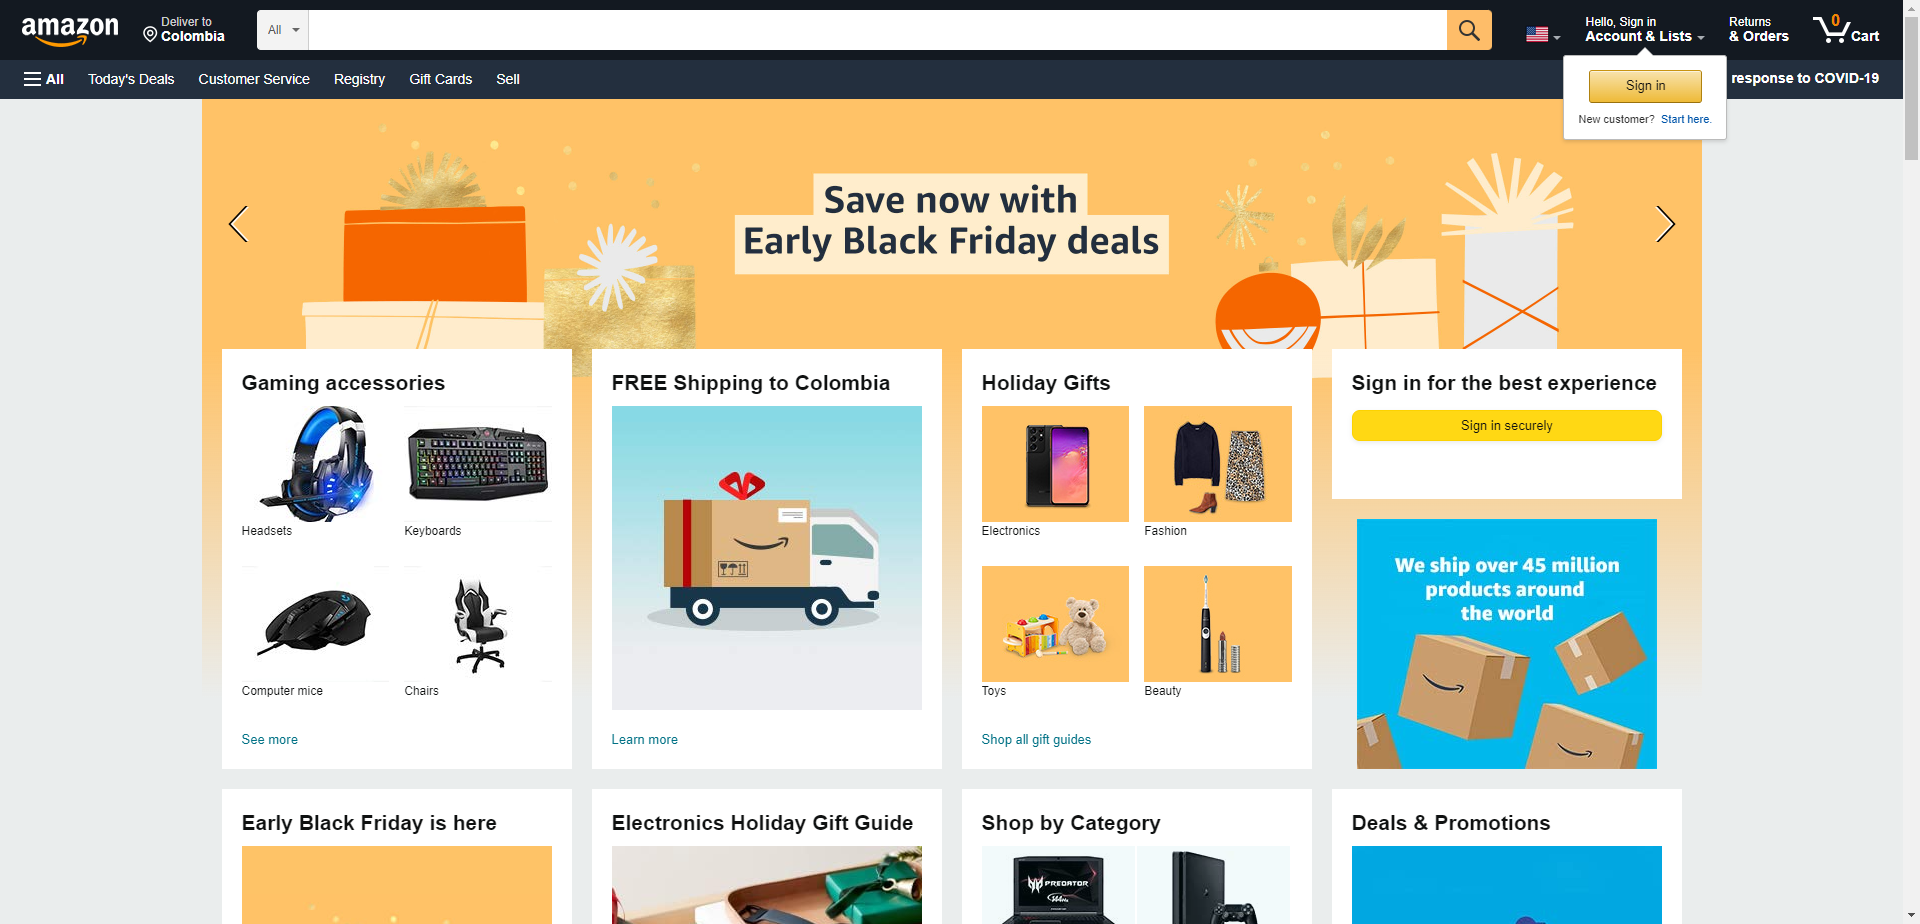 amazon
Deliver to
Colombia
All
Hello, Sign in
Account & Lists
Returns
& Orders
0
Cart
All
Today's Deals
Customer Service
Registry
Gift Cards
Sell
response to COVID-19
Sign in
New customer? Start here.
Save now with
Early Black Friday deals
Gaming accessories
Headsets
Keyboards
Computer mice
Chairs
See more
FREE Shipping to Colombia
Learn more
Holiday Gifts
Electronics
Fashion
Toys
Beauty
Shop all gift guides
Sign in for the best experience
Sign in securely
We ship over 45 million
products around
the world
Early Black Friday is here
Electronics Holiday Gift Guide
Shop by Category
PREDATOR
Deals & Promotions